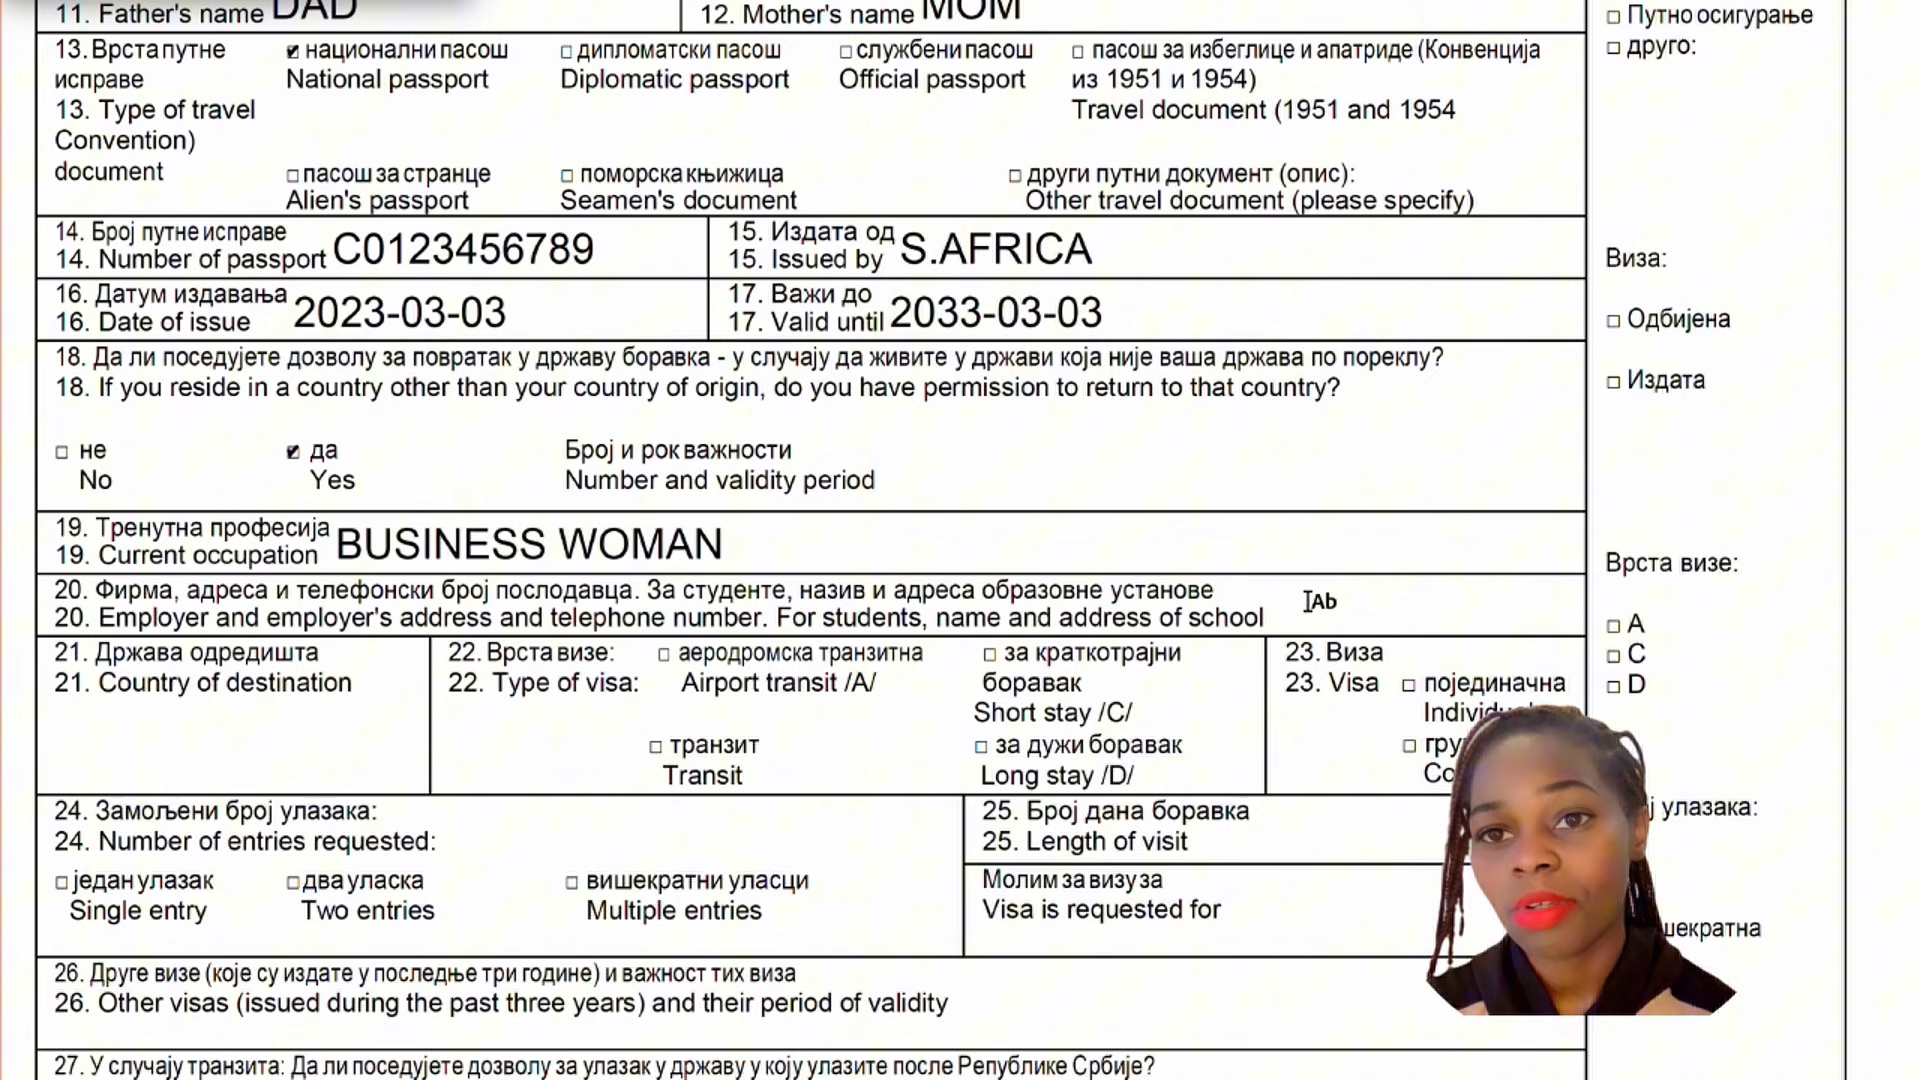 11. Father's name DAD
12. Mother's name MOM
□ Путно осигурање
□ друго:
13. Врста путне исправе
13. Type of travel
Convention)
document
национални пасош
National passport
□ дипломатски пасош
Diplomatic passport
□ службени пасош
Official passport
□ пасош за избеглице и апатриде (Конвенција
из 1951 и 1954)
Travel document (1951 and 1954
□ пасош за странце
Alien's passport
□ поморска књижица
Seamen's document
□ други путни документ (опис):
Other travel document (please specify)
14. Број путне исправе
14. Number of passport C0123456789
15. Издата од
15. Issued by S.AFRICA
16. Датум издавања
16. Date of issue 2023-03-03
17. Важи до
17. Valid until 2033-03-03
Виза:
□ Одбијена
□ Издата
18. Да ли поседујете дозволу за повратак у државу боравка - у случају да живите у држави која није ваша држава по пореклу?
18. If you reside in a country other than your country of origin, do you have permission to return to that country?
□ не
No
да
Yes
Број и рок важности
Number and validity period
19. Тренутна професија
19. Current occupation BUSINESS WOMAN
20. Фирма, адреса и телефонски број послодавца. За студенте, назив и адреса образовне установе
20. Employer and employer's address and telephone number. For students, name and address of school
Ab
Врста визе:
□ A
□ C
□ D
21. Држава одредишта
21. Country of destination
22. Врста визе:
22. Type of visa:
□ аеродромска транзитна
Airport transit /A/
□ за краткотрајни
боравак
Short stay /C/
□ транзит
Transit
□ за дужи боравак
Long stay /D/
23. Виза
23. Visa □ појединачна
24. Замољени број улазака:
24. Number of entries requested:
□ један улазак
Single entry
□ два уласка
Two entries
□ вишекратни уласци
Multiple entries
25. Број дана боравка
25. Length of visit
Молим за визу за
Visa is requested for
улазака:
26. Друге визе (које су издате у последње три године) и важност тих виза
26. Other visas (issued during the past three years) and their period of validity
27. У случају транзита: Да ли поседујете дозволу за улазак у државу у коју улазите после Републике Србије?